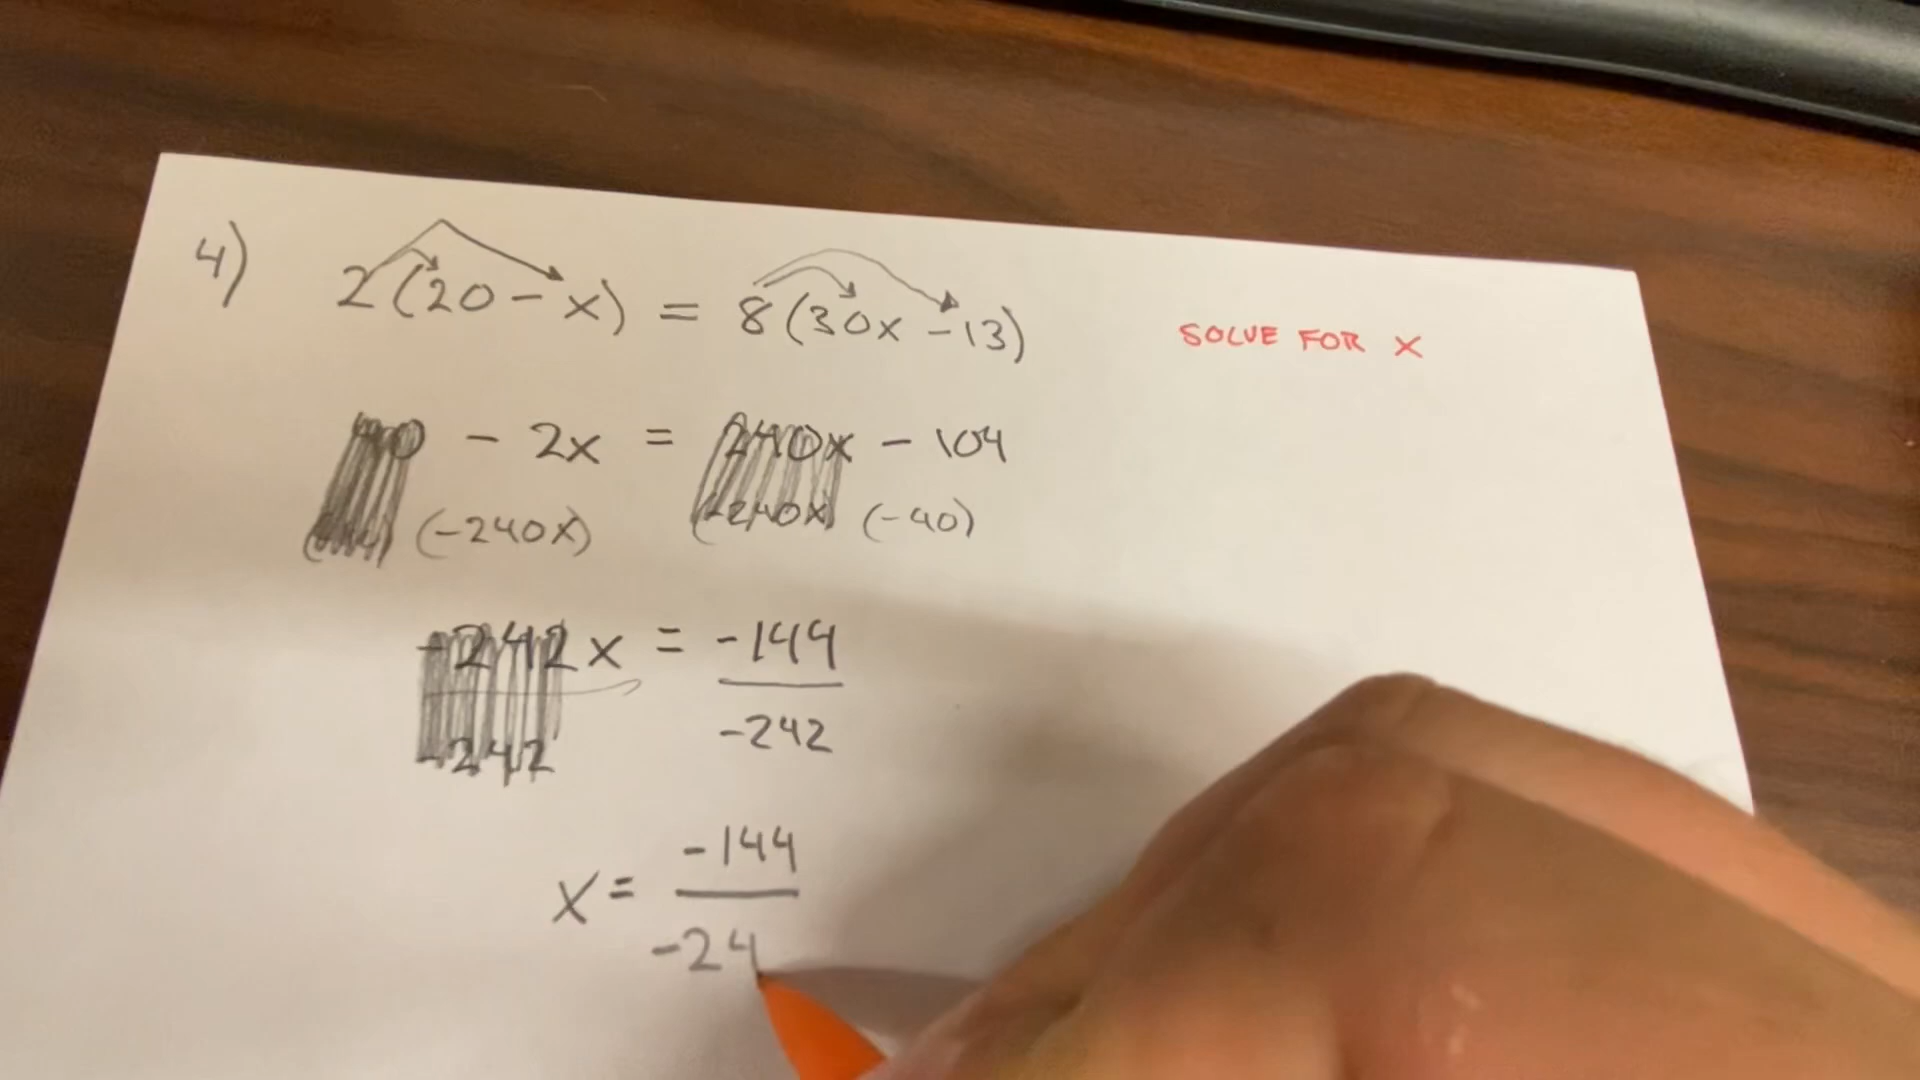 4) 2(20 - x) = 8(30x - 13)
SOLVE FOR X
40 - 2x = 240x - 104
(-240x) (-240x) (-40)
-242x = -144
-242 -242
x = -144
-24